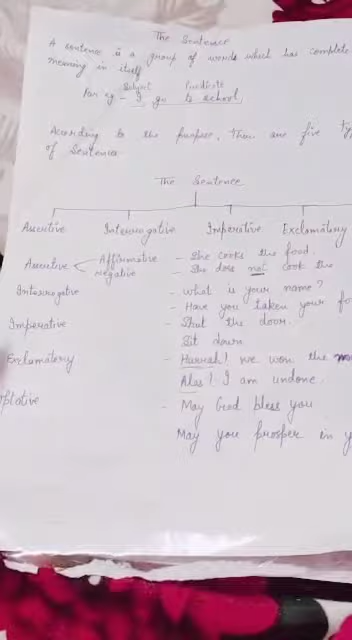 The Sentence
A sentence is a group of words which has complete
meaning in itself
Subject Predicate
For eg - I go to school
According to the purpose, there are five
of Sentence
The Sentence
Assertive Interrogative Imperative Exclamatory
Assertive Affirmative - She cooks the food.
negative - She does not cook the
Interrogative - What is your name?
- Have you taken your
Imperative - Shut the door.
Sit down
Exclamatory - Hurrah! we won the
Alas! I am undone.
optative - May God bless you
May you prosper in